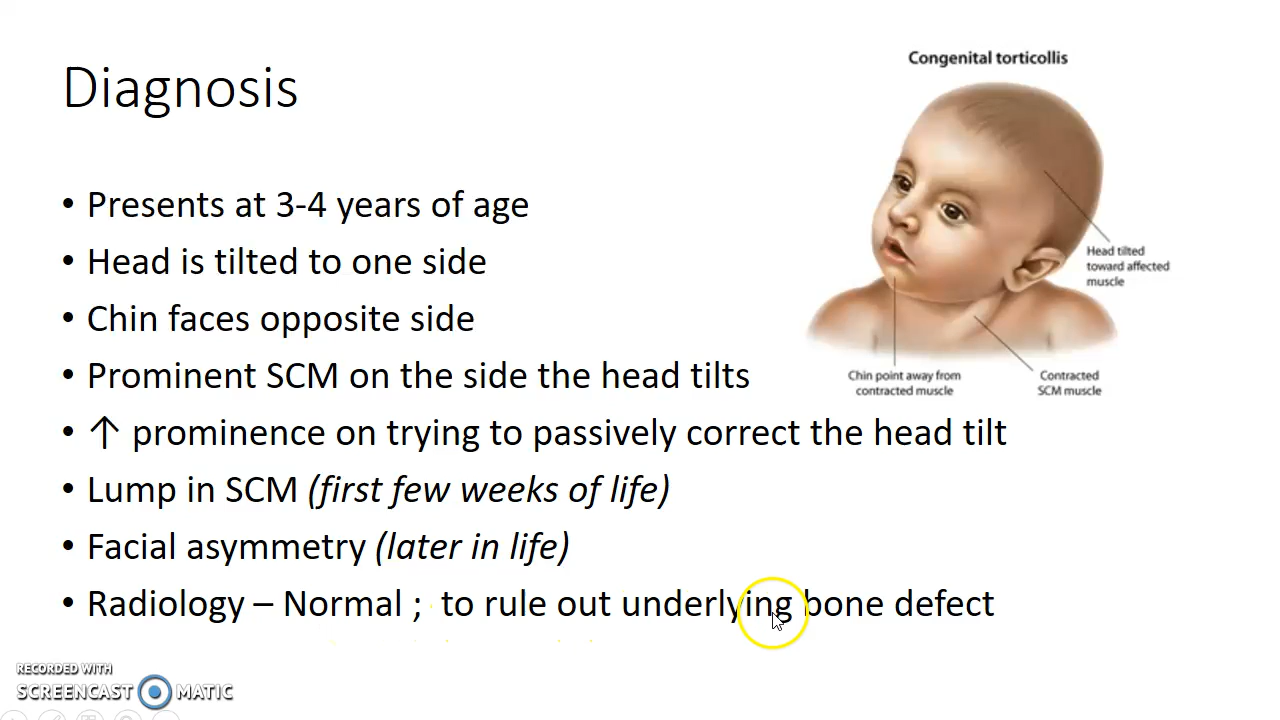 Diagnosis
Congenital torticollis
• Presents at 3-4 years of age
• Head is tilted to one side
• Chin faces opposite side
• Prominent SCM on the side the head tilts
• ↑ prominence on trying to passively correct the head tilt
• Lump in SCM (first few weeks of life)
• Facial asymmetry (later in life)
• Radiology – Normal ; to rule out underlying bone defect
Head tilted
toward affected
muscle
Chin point away from
contracted muscle
Contracted
SCM muscle
RECORDED WITH
SCREENCAST MATIC